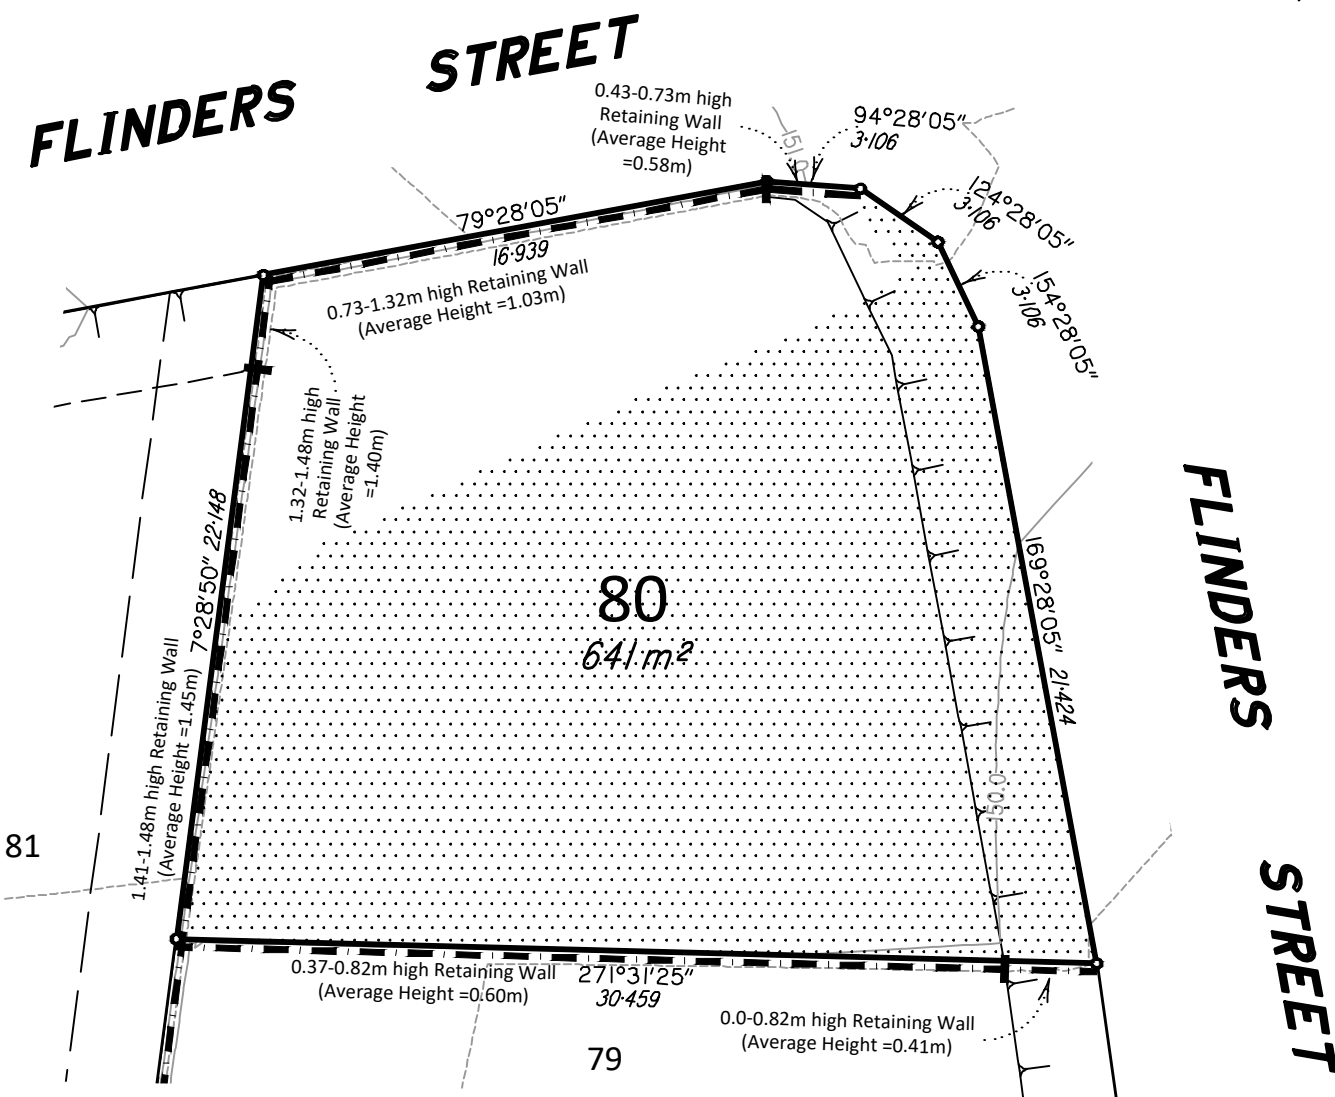 FLINDERS STREET
0.43-0.73m high
Retaining Wall
(Average Height
=0.58m)
94°28'05"
3·106
151.0
124°28'05"
3·106
154°28'05"
3·106
79°28'05"
16·939
0.73-1.32m high Retaining Wall
(Average Height =1.03m)
1.32-1.48m high
Retaining Wall
(Average Height
=1.40m)
7°28'50" 22·148
1.41-1.48m high Retaining Wall
(Average Height =1.45m)
80
641m²
169°28'05" 21·424
150.0
FLINDERS STREET
81
0.37-0.82m high Retaining Wall
(Average Height =0.60m)
271°31'25"
30·459
0.0-0.82m high Retaining Wall
(Average Height =0.41m)
79